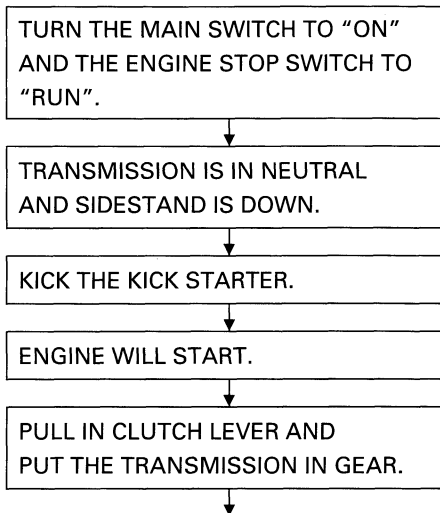 TURN THE MAIN SWITCH TO “ON”
AND THE ENGINE STOP SWITCH TO
“RUN”.
TRANSMISSION IS IN NEUTRAL
AND SIDESTAND IS DOWN.
KICK THE KICK STARTER.
ENGINE WILL START.
PULL IN CLUTCH LEVER AND
PUT THE TRANSMISSION IN GEAR.